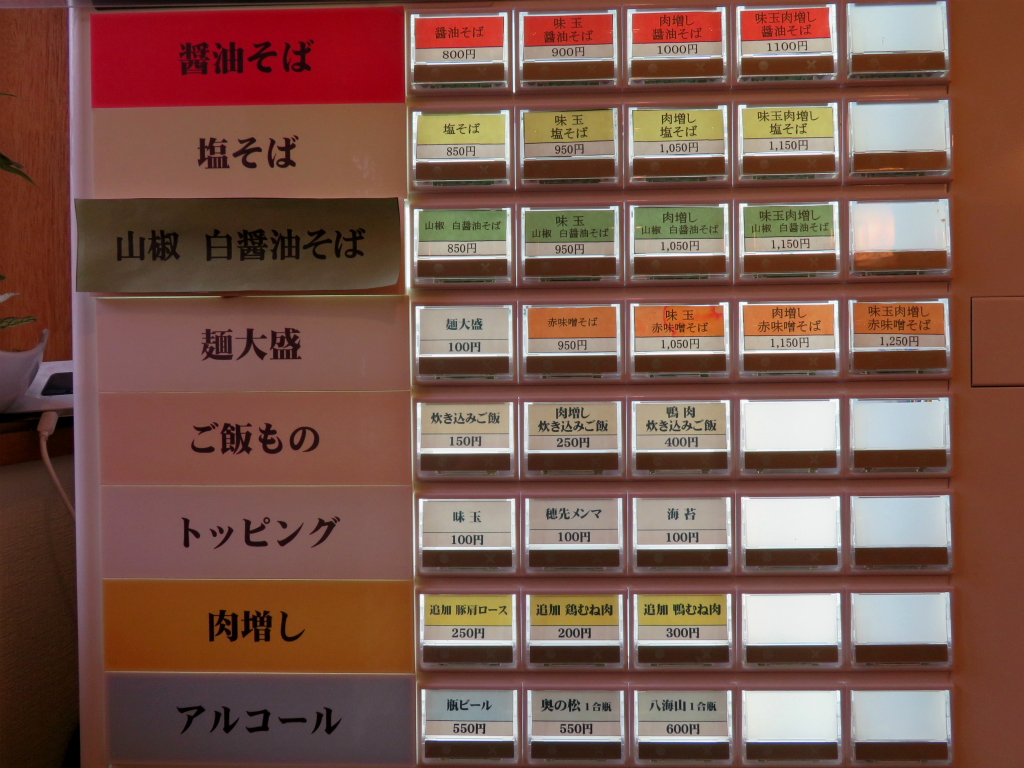 醤油そば
醤油そば
800円
味玉
醤油そば
900円
肉増し
醤油そば
1000円
味玉肉増し
醤油そば
1100円
塩そば
塩そば
850円
味玉
塩そば
950円
肉増し
塩そば
1,050円
味玉肉増し
塩そば
1,150円
山椒 白醤油そば
山椒 白醤油そば
850円
味玉
山椒 白醤油そば
950円
肉増し
山椒 白醤油そば
1,050円
味玉肉増し
山椒 白醤油そば
1,150円
麺大盛
麺大盛
100円
赤味噌そば
950円
味玉
赤味噌そば
1,050円
肉増し
赤味噌そば
1,150円
味玉肉増し
赤味噌そば
1,250円
ご飯もの
炊き込みご飯
150円
肉増し
炊き込みご飯
250円
鴨肉
炊き込みご飯
400円
トッピング
味玉
100円
穂先メンマ
100円
海苔
100円
肉増し
追加 豚肩ロース
250円
追加 鶏むね肉
200円
追加 鴨むね肉
300円
アルコール
瓶ビール
550円
奥の松 1合瓶
550円
八海山 1合瓶
600円